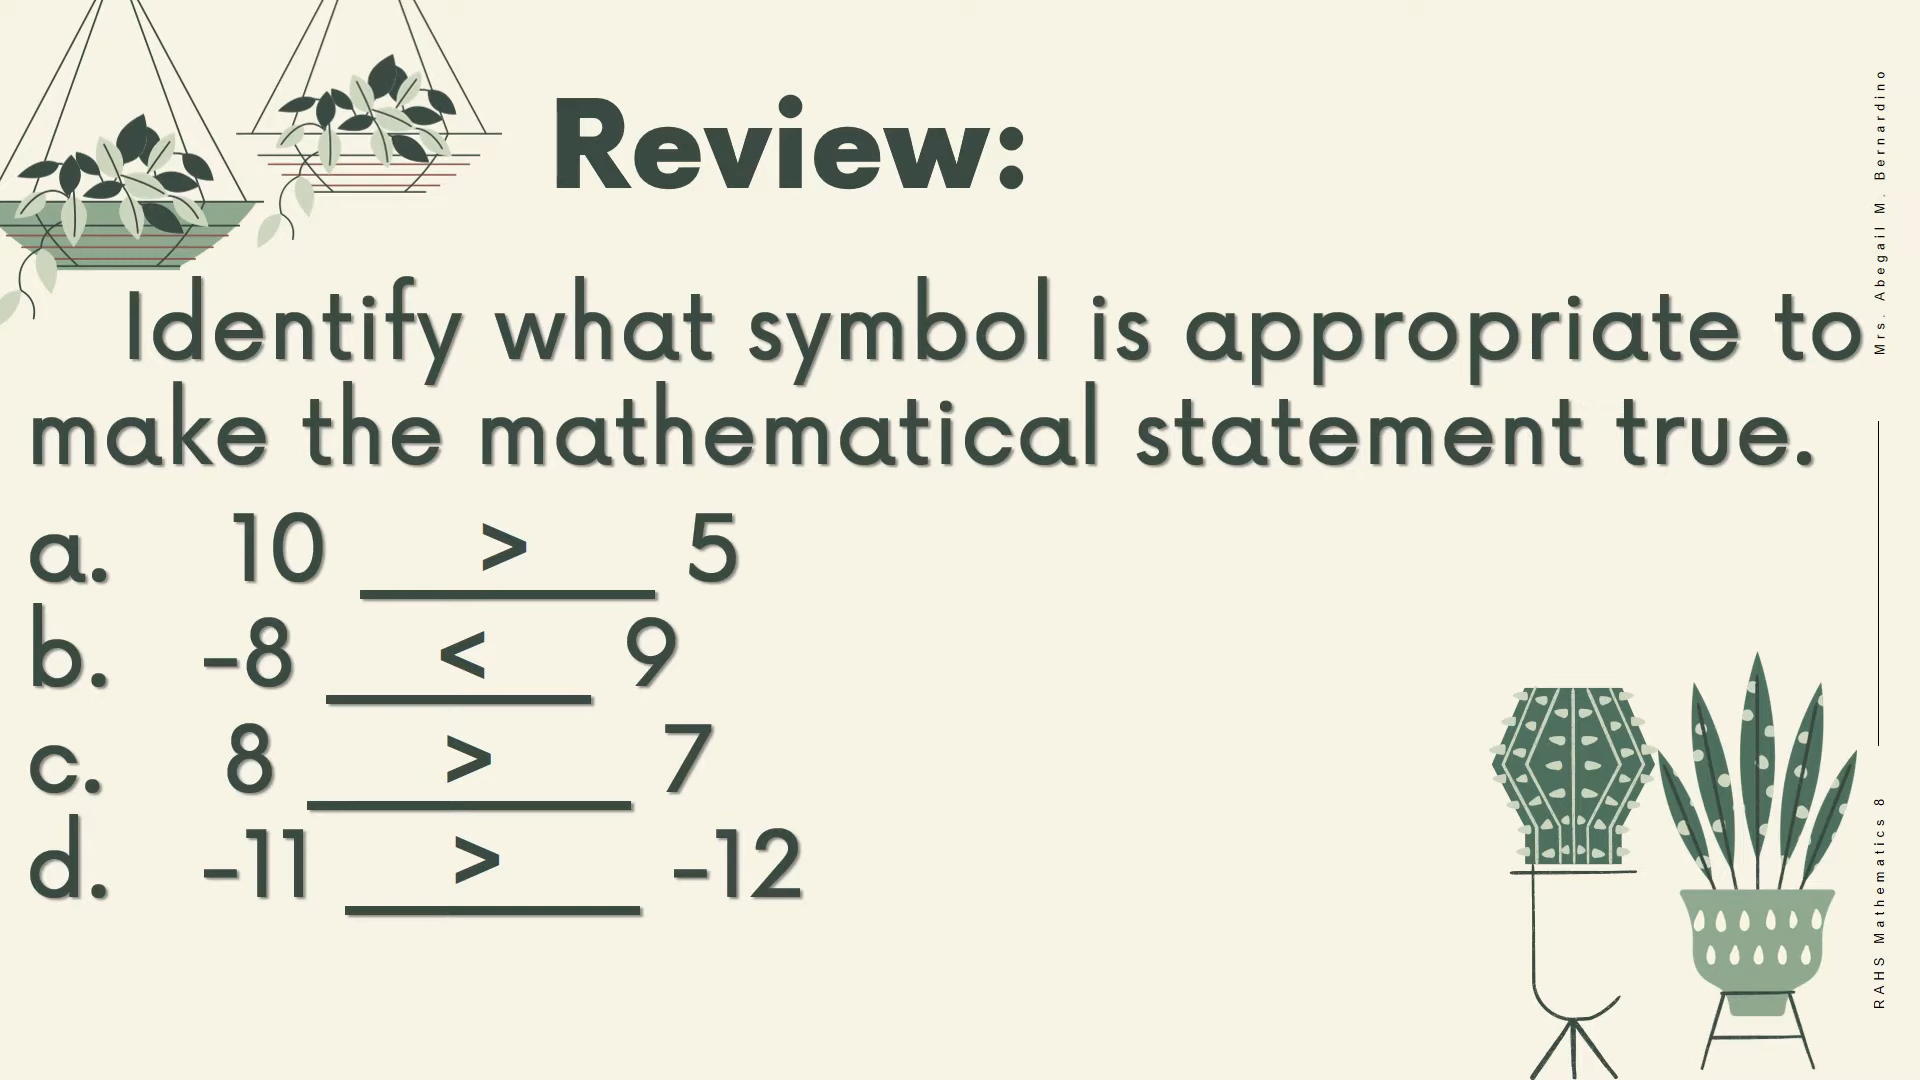 Review:
Identify what symbol is appropriate to
make the mathematical statement true.
a. 10 > 5
b. -8 < 9
c. 8 > 7
d. -11 > -12
Mrs. Abegail M. Bernardino
RAHS Mathematics 8